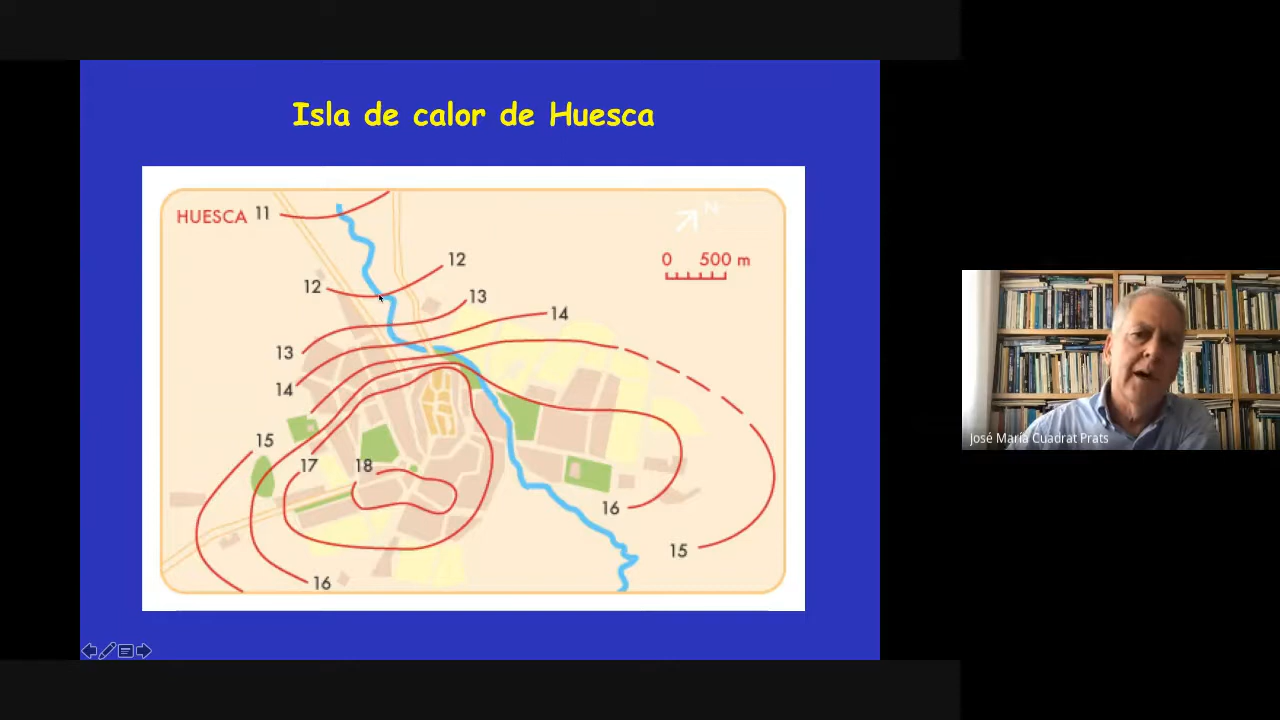 Isla de calor de Huesca
HUESCA 11
N
0 500 m
12
12
13
14
13
14
15
17
18
16
15
16
José María Cuadrat Prats